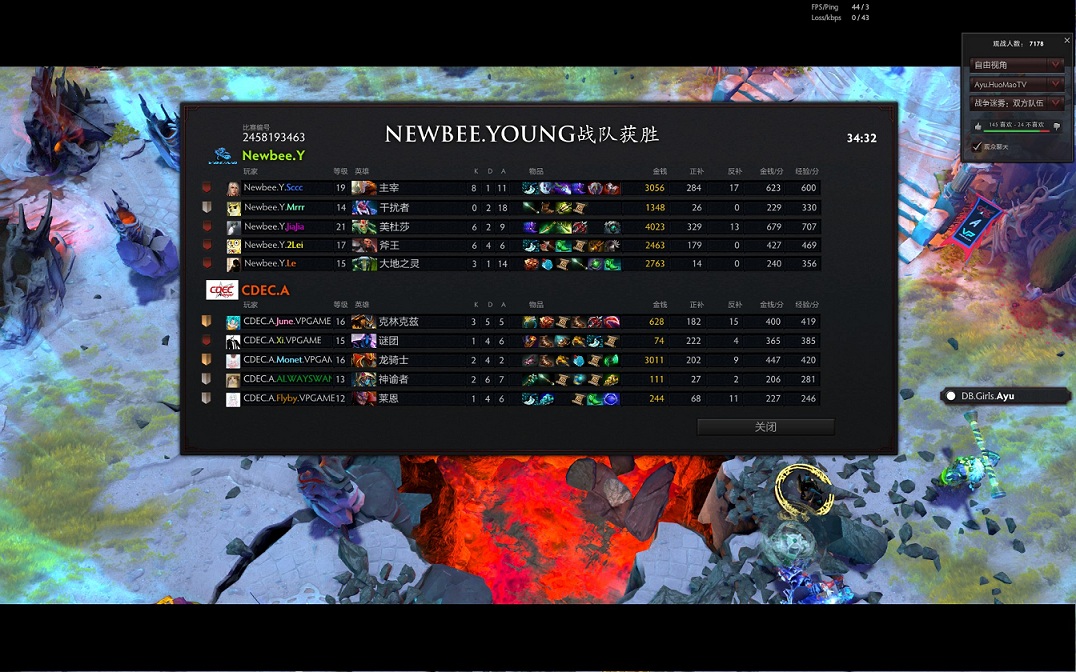 FPS/Ping 44 / 3
Loss/kbps 0 / 43
观战人数: 7178
自由视角
Ayu.HuoMaoTV
战争迷雾: 双方队伍
145 喜欢 - 24 不喜欢
观众聊天
比赛编号
2458193463
NEWBEE.YOUNG战队获胜
34:32
Newbee.Y
玩家 等级 英雄 K D A 物品 金钱 正补 反补 金钱/分 经验/分
Newbee.Y.Sccc 19 主宰 8 1 11 3056 284 17 623 600
Newbee.Y.Mrrr 14 干扰者 0 2 18 1348 26 0 229 330
Newbee.Y.JiaJia 21 美杜莎 6 2 9 4023 329 13 679 707
Newbee.Y.2Lei 17 斧王 6 4 6 2463 179 0 427 469
Newbee.Y.Le 15 大地之灵 3 1 14 2763 14 0 240 356
CDEC
CDEC.A
玩家 等级 英雄 K D A 物品 金钱 正补 反补 金钱/分 经验/分
CDEC.A.June.VPGAME 16 克林克兹 3 5 5 628 182 15 400 419
CDEC.A.Xi.VPGAME 15 谜团 1 4 6 74 222 4 365 385
CDEC.A.Monet.VPGAM 16 龙骑士 2 4 2 3011 202 9 447 420
CDEC.A.ALWAYSWAN 13 神谕者 2 6 7 111 27 2 206 281
CDEC.A.Flyby.VPGAME 12 莱恩 1 4 6 244 68 11 227 246
DB.Girls.Ayu
关闭